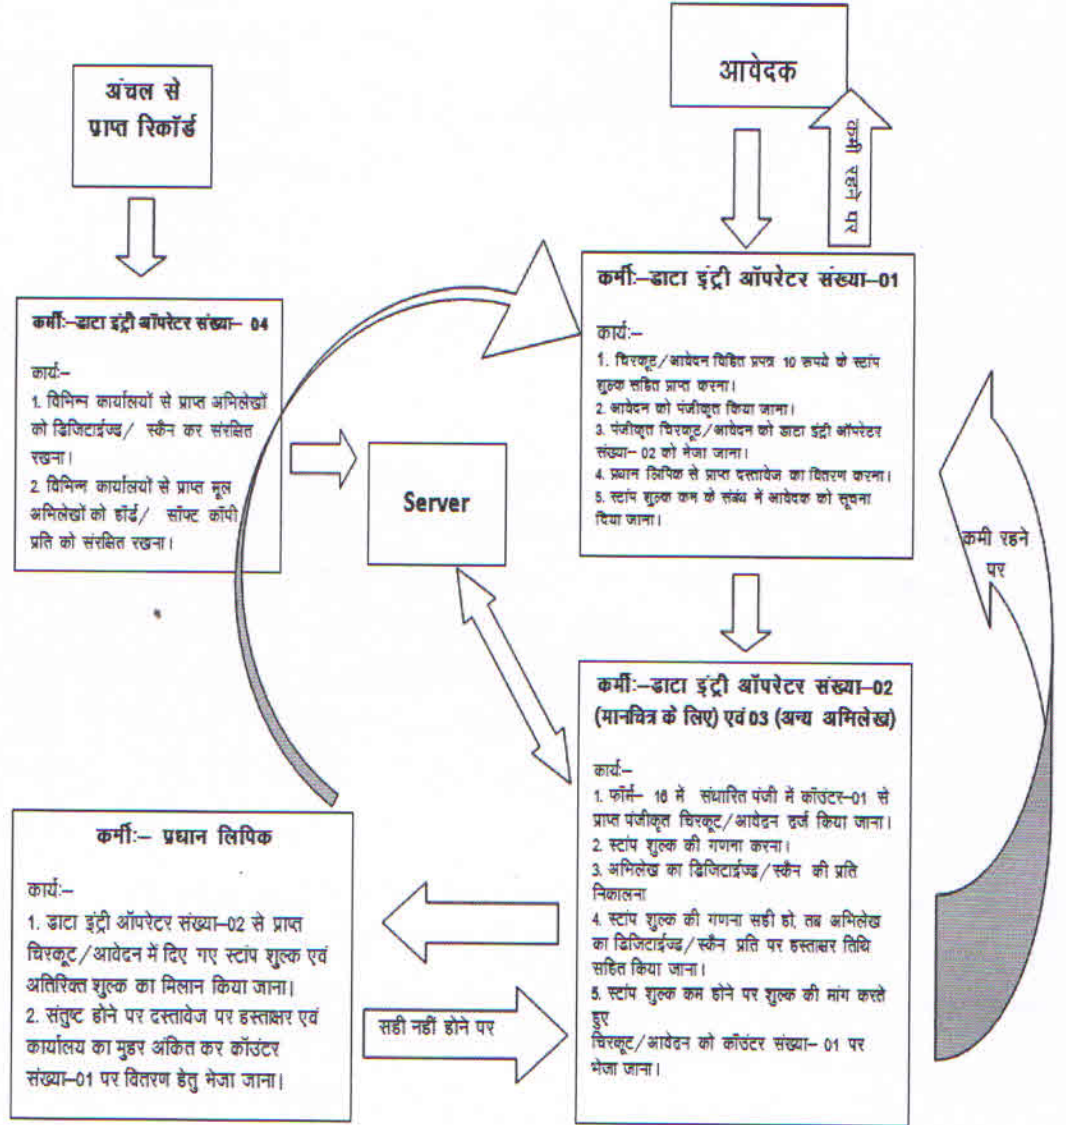 अंचल से
प्राप्त रिकॉर्ड
आवेदक
कमी रहने पर
कर्मी:–डाटा इंट्री ऑपरेटर संख्या– 04
कार्य:–
1. विभिन्न कार्यालयों से प्राप्त अभिलेखों
को डिजिटाईज्ड/ स्कैन कर संरक्षित
रखना।
2. विभिन्न कार्यालयों से प्राप्त मूल
अभिलेखों को हॉर्ड/ सॉफ्ट कॉपी
प्रति को संरक्षित रखना।
Server
कर्मी:–डाटा इंट्री ऑपरेटर संख्या–01
कार्य:–
1. चिरकूट/आवेदन विहित प्रपत्र 10 रूपये के स्टांप
शुल्क सहित प्राप्त करना।
2. आवेदन को पंजीकृत किया जाना।
3. पंजीकृत चिरकूट/आवेदन को डाटा इंट्री ऑपरेटर
संख्या– 02 को भेजा जाना।
4. प्रधान लिपिक से प्राप्त दस्तावेज का वितरण करना।
5. स्टांप शुल्क कम के संबंध में आवेदक को सूचना
दिया जाना।
कमी रहने
पर
कर्मी:–डाटा इंट्री ऑपरेटर संख्या–02
(मानचित्र के लिए) एवं 03 (अन्य अभिलेख)
कार्य:–
1. फॉर्म– 16 में संधारित पंजी में कॉउंटर–01 से
प्राप्त पंजीकृत चिरकूट/आवेदन दर्ज किया जाना।
2. स्टांप शुल्क की गणना करना।
3. अभिलेख का डिजिटाईज्ड/स्कैन की प्रति
निकालना
4. स्टांप शुल्क की गणना सही हो, तब अभिलेख
का डिजिटाईज्ड/स्कैन प्रति पर हस्ताक्षर तिथि
सहित किया जाना।
5. स्टांप शुल्क कम होने पर शुल्क की मांग करते
हुए
चिरकूट/आवेदन को कॉउंटर संख्या– 01 पर
भेजा जाना।
कर्मी:– प्रधान लिपिक
कार्य:–
1. डाटा इंट्री ऑपरेटर संख्या–02 से प्राप्त
चिरकूट/आवेदन में दिए गए स्टांप शुल्क एवं
अतिरिक्त शुल्क का मिलान किया जाना।
2. संतुष्ट होने पर दस्तावेज पर हस्ताक्षर एवं
कार्यालय का मुहर अंकित कर कॉउंटर
संख्या–01 पर वितरण हेतु भेजा जाना।
सही नहीं होने पर